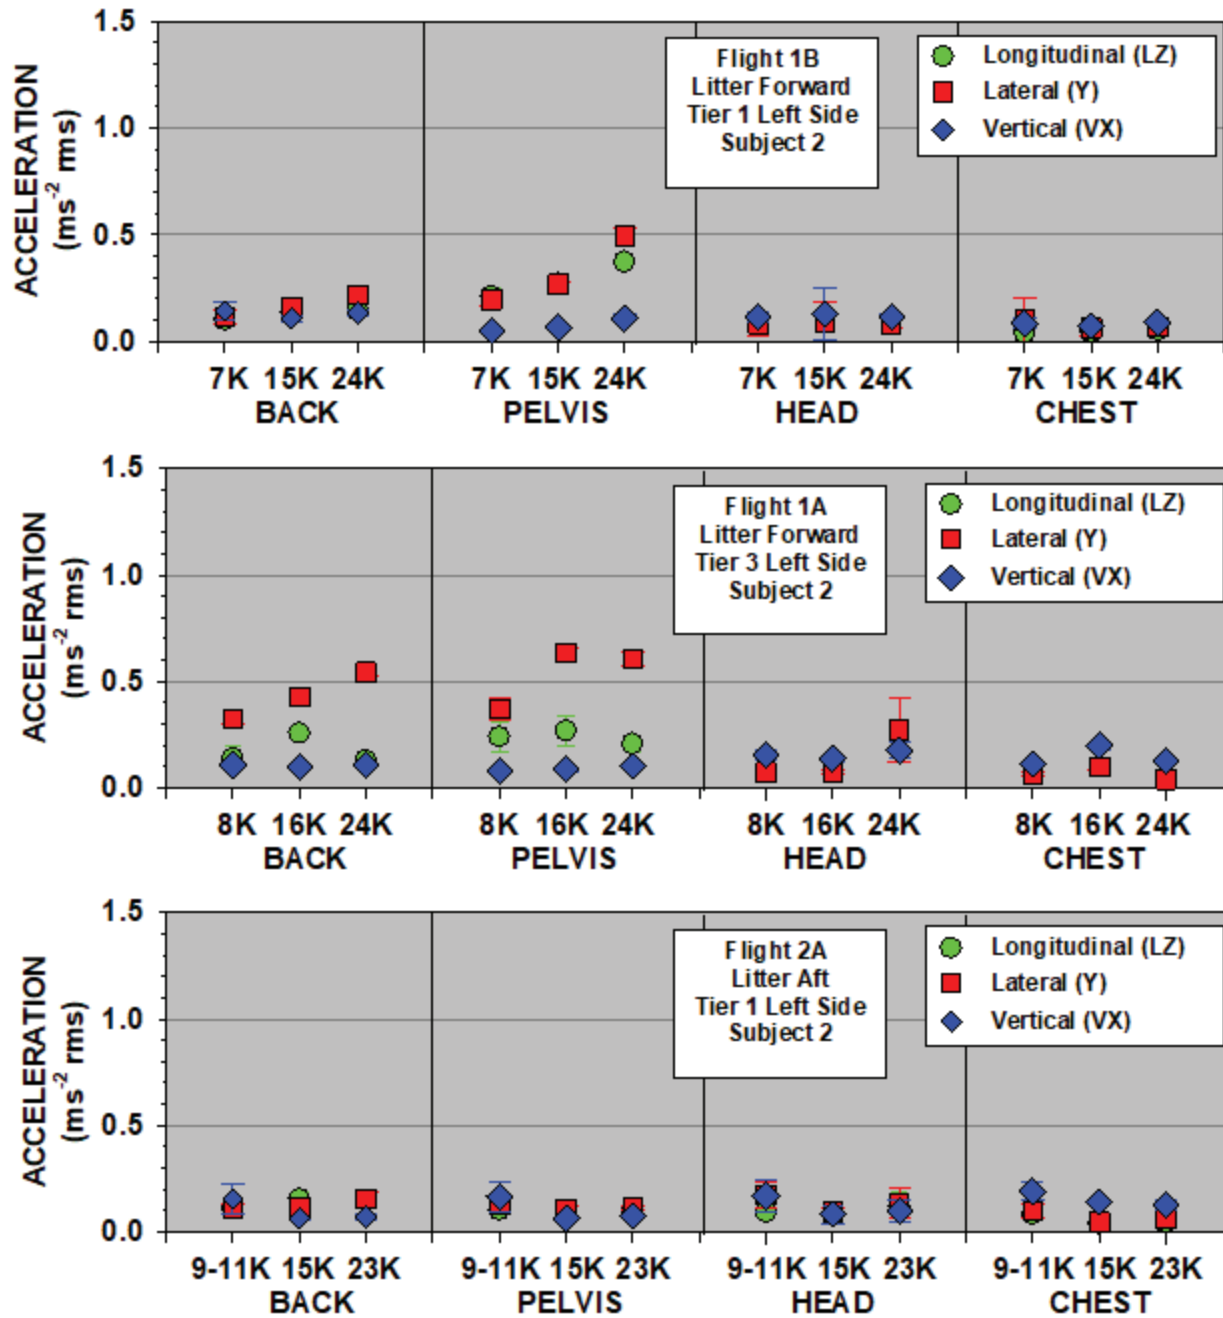 1.5
1.0
0.5
0.0
ACCELERATION
(ms⁻² rms)
Flight 1B
Litter Forward
Tier 1 Left Side
Subject 2
Longitudinal (LZ)
Lateral (Y)
Vertical (VX)
7K 15K 24K 7K 15K 24K 7K 15K 24K 7K 15K 24K
BACK PELVIS HEAD CHEST
1.5
1.0
0.5
0.0
ACCELERATION
(ms⁻² rms)
Flight 1A
Litter Forward
Tier 3 Left Side
Subject 2
Longitudinal (LZ)
Lateral (Y)
Vertical (VX)
8K 16K 24K 8K 16K 24K 8K 16K 24K 8K 16K 24K
BACK PELVIS HEAD CHEST
1.5
1.0
0.5
0.0
ACCELERATION
(ms⁻² rms)
Flight 2A
Litter Aft
Tier 1 Left Side
Subject 2
Longitudinal (LZ)
Lateral (Y)
Vertical (VX)
9-11K 15K 23K 9-11K 15K 23K 9-11K 15K 23K 9-11K 15K 23K
BACK PELVIS HEAD CHEST